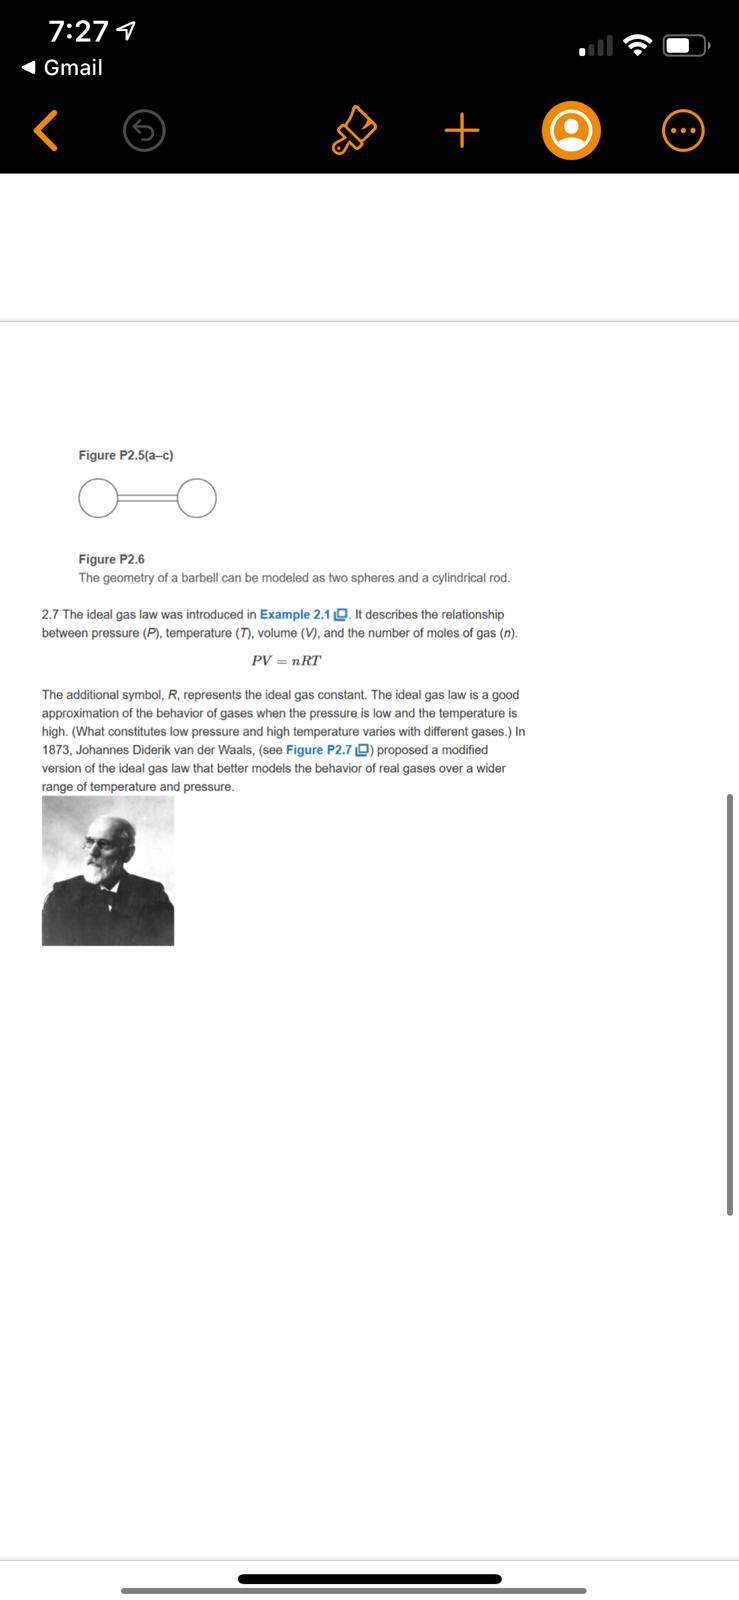 7:27
◀ Gmail
Figure P2.5(a–c)
Figure P2.6
The geometry of a barbell can be modeled as two spheres and a cylindrical rod.
2.7 The ideal gas law was introduced in Example 2.1. It describes the relationship
between pressure (P), temperature (T), volume (V), and the number of moles of gas (n).
PV = nRT
The additional symbol, R, represents the ideal gas constant. The ideal gas law is a good
approximation of the behavior of gases when the pressure is low and the temperature is
high. (What constitutes low pressure and high temperature varies with different gases.) In
1873, Johannes Diderik van der Waals, (see Figure P2.7) proposed a modified
version of the ideal gas law that better models the behavior of real gases over a wider
range of temperature and pressure.